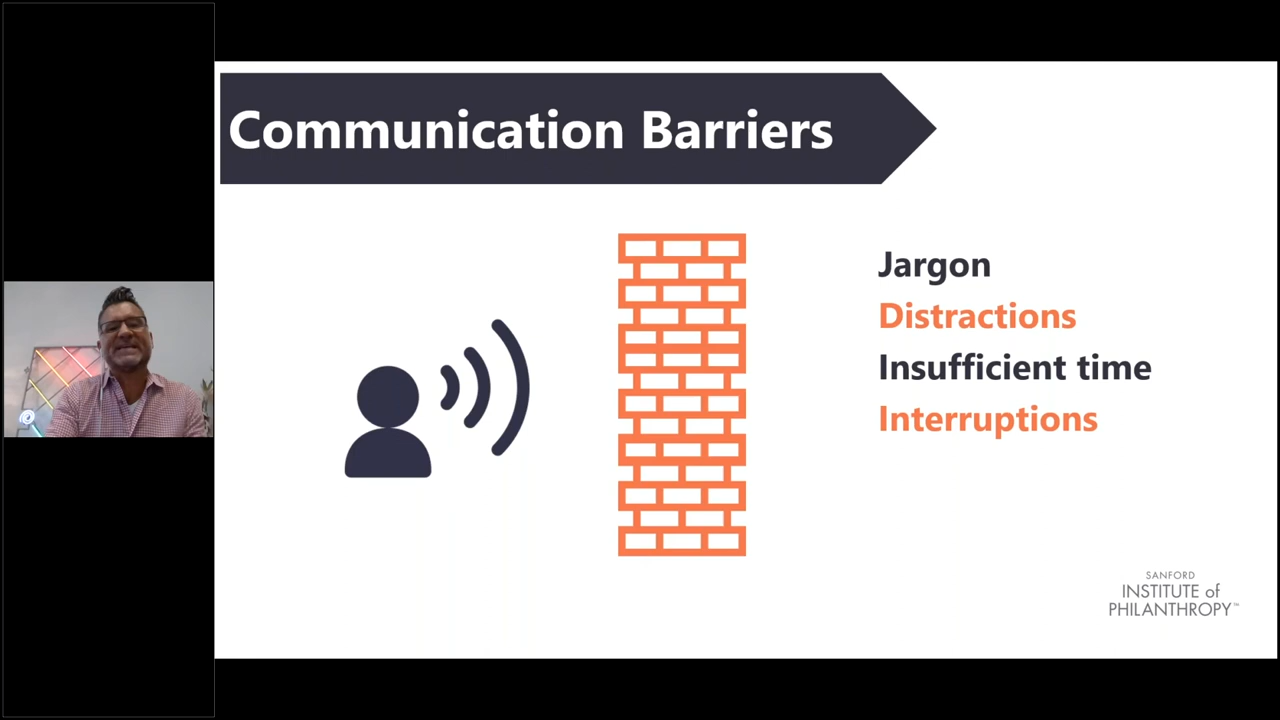 Communication Barriers
Jargon
Distractions
Insufficient time
Interruptions
SANFORD
INSTITUTE of
PHILANTHROPY™